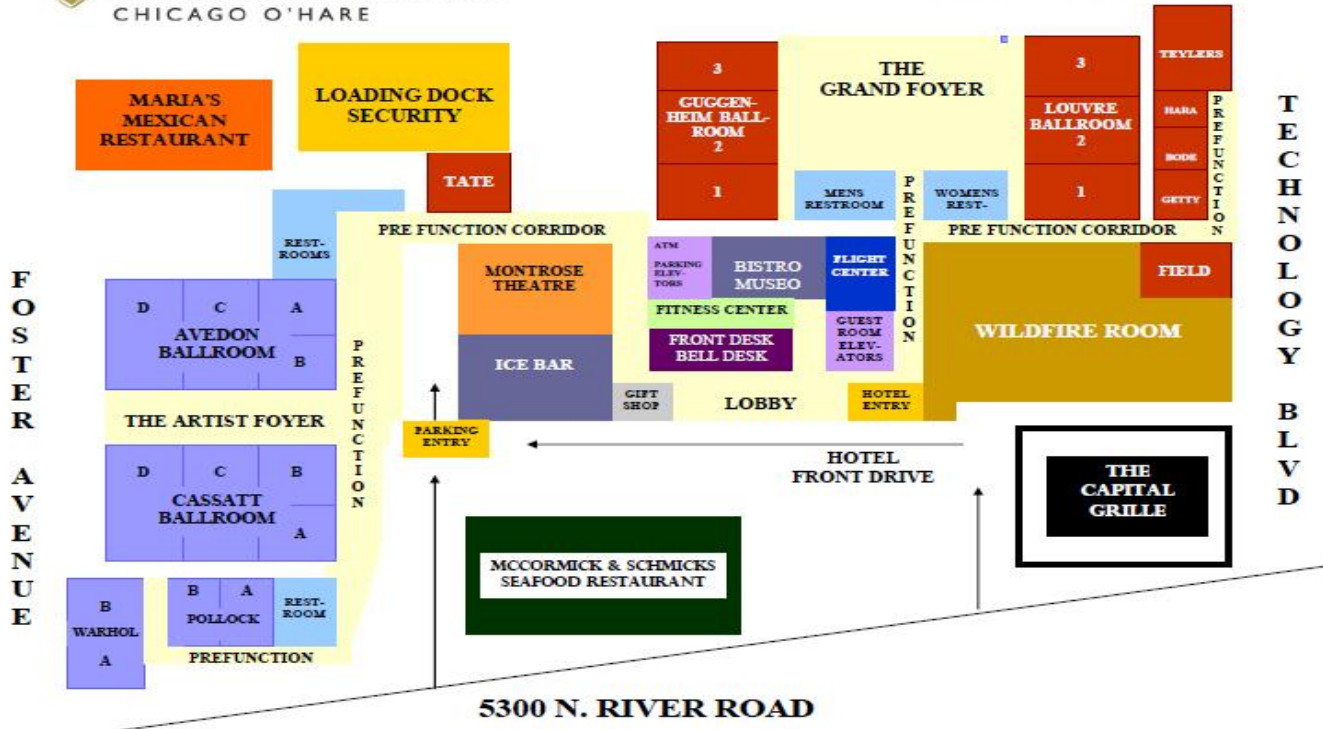 CHICAGO O'HARE
MARIA'S
MEXICAN
RESTAURANT
LOADING DOCK
SECURITY
TATE
REST-
ROOMS
PRE FUNCTION CORRIDOR
3
GUGGEN-
HEIM BALL-
ROOM
2
1
THE
GRAND FOYER
MENS
RESTROOM
PREFUNCTION
WOMENS
REST-
3
LOUVRE
BALLROOM
2
1
TEYLERS
HARA
BODE
GETTY
PREFUNCTION
PRE FUNCTION CORRIDOR
TECHNOLOGY BLVD
FOSTER AVENUE
D
C
A
AVEDON
BALLROOM
B
PREFUNCTION
THE ARTIST FOYER
D
C
B
CASSATT
BALLROOM
A
B
WARHOL
A
B
A
POLLOCK
REST-
ROOM
PREFUNCTION
MONTROSE
THEATRE
ICE BAR
ATM
PARKING
ELEV-
TORS
BISTRO
MUSEO
FLIGHT
CENTER
FITNESS CENTER
FRONT DESK
BELL DESK
GUEST
ROOM
ELEV-
ATORS
GIFT
SHOP
LOBBY
HOTEL
ENTRY
WILDFIRE ROOM
FIELD
PARKING
ENTRY
HOTEL
FRONT DRIVE
THE
CAPITAL
GRILLE
MCCORMICK & SCHMICKS
SEAFOOD RESTAURANT
5300 N. RIVER ROAD